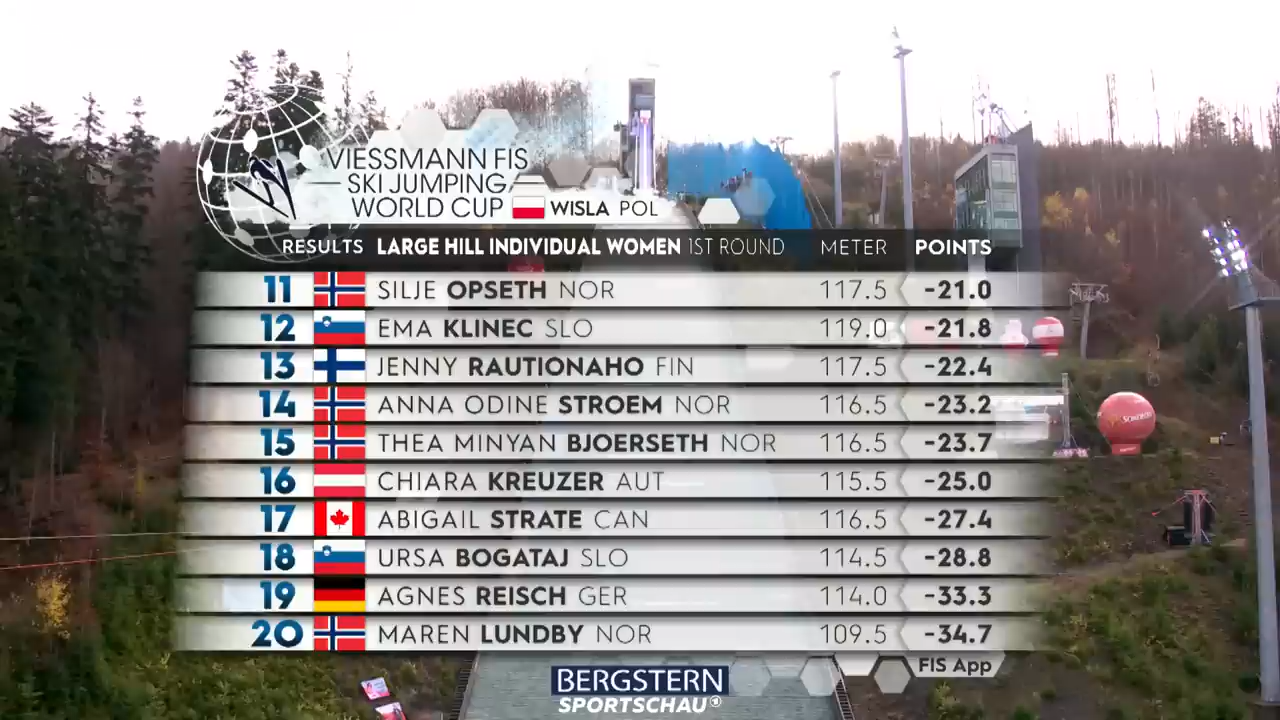 VIESSMANN FIS
SKI JUMPING
WORLD CUP WISLA POL
RESULTS LARGE HILL INDIVIDUAL WOMEN 1ST ROUND METER POINTS
11 SILJE OPSETH NOR 117.5 -21.0
12 EMA KLINEC SLO 119.0 -21.8
13 JENNY RAUTIONAHO FIN 117.5 -22.4
14 ANNA ODINE STROEM NOR 116.5 -23.2
15 THEA MINYAN BJOERSETH NOR 116.5 -23.7
16 CHIARA KREUZER AUT 115.5 -25.0
17 ABIGAIL STRATE CAN 116.5 -27.4
18 URSA BOGATAJ SLO 114.5 -28.8
19 AGNES REISCH GER 114.0 -33.3
20 MAREN LUNDBY NOR 109.5 -34.7
FIS App
BERGSTERN
SPORTSCHAU